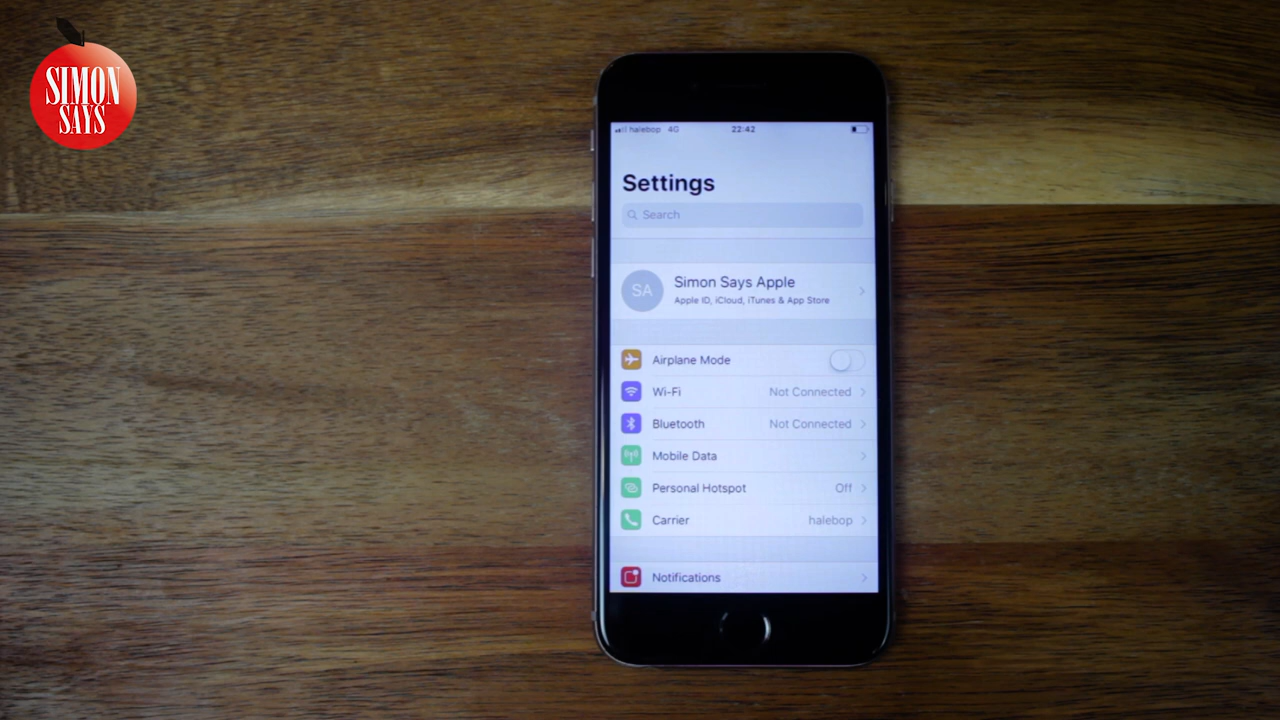 SIMON
SAYS
halebop 4G 22:42
Settings
Search
SA
Simon Says Apple
Apple ID, iCloud, iTunes & App Store
Airplane Mode
Wi-Fi Not Connected
Bluetooth Not Connected
Mobile Data
Personal Hotspot Off
Carrier halebop
Notifications